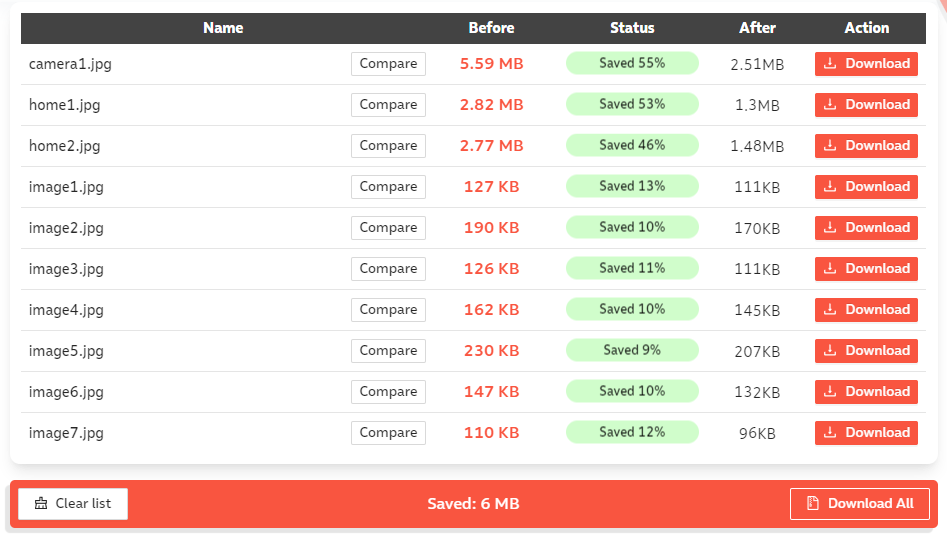 Name Before Status After Action
camera1.jpg Compare 5.59 MB Saved 55% 2.51MB Download
home1.jpg Compare 2.82 MB Saved 53% 1.3MB Download
home2.jpg Compare 2.77 MB Saved 46% 1.48MB Download
image1.jpg Compare 127 KB Saved 13% 111KB Download
image2.jpg Compare 190 KB Saved 10% 170KB Download
image3.jpg Compare 126 KB Saved 11% 111KB Download
image4.jpg Compare 162 KB Saved 10% 145KB Download
image5.jpg Compare 230 KB Saved 9% 207KB Download
image6.jpg Compare 147 KB Saved 10% 132KB Download
image7.jpg Compare 110 KB Saved 12% 96KB Download
Clear list Saved: 6 MB Download All